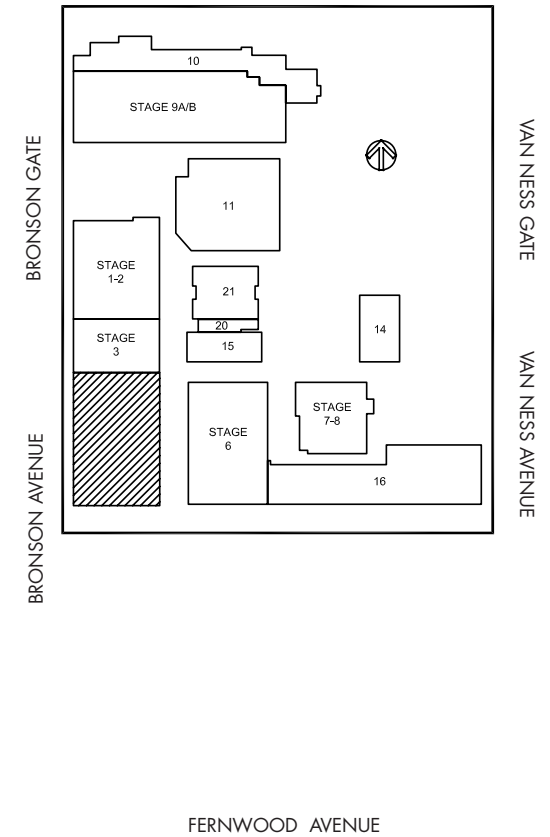 10
STAGE 9A/B
BRONSON GATE
VAN NESS GATE
11
STAGE
1-2
21
20
15
14
STAGE
3
STAGE
7-8
STAGE
6
16
BRONSON AVENUE
VAN NESS AVENUE
FERNWOOD AVENUE